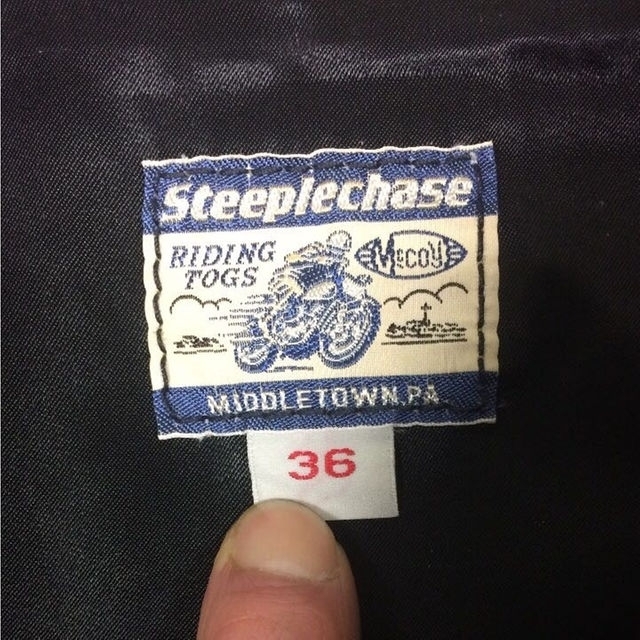 Steeplechase
RIDING
TOGS
McCOY
MIDDLETOWN.PA
36